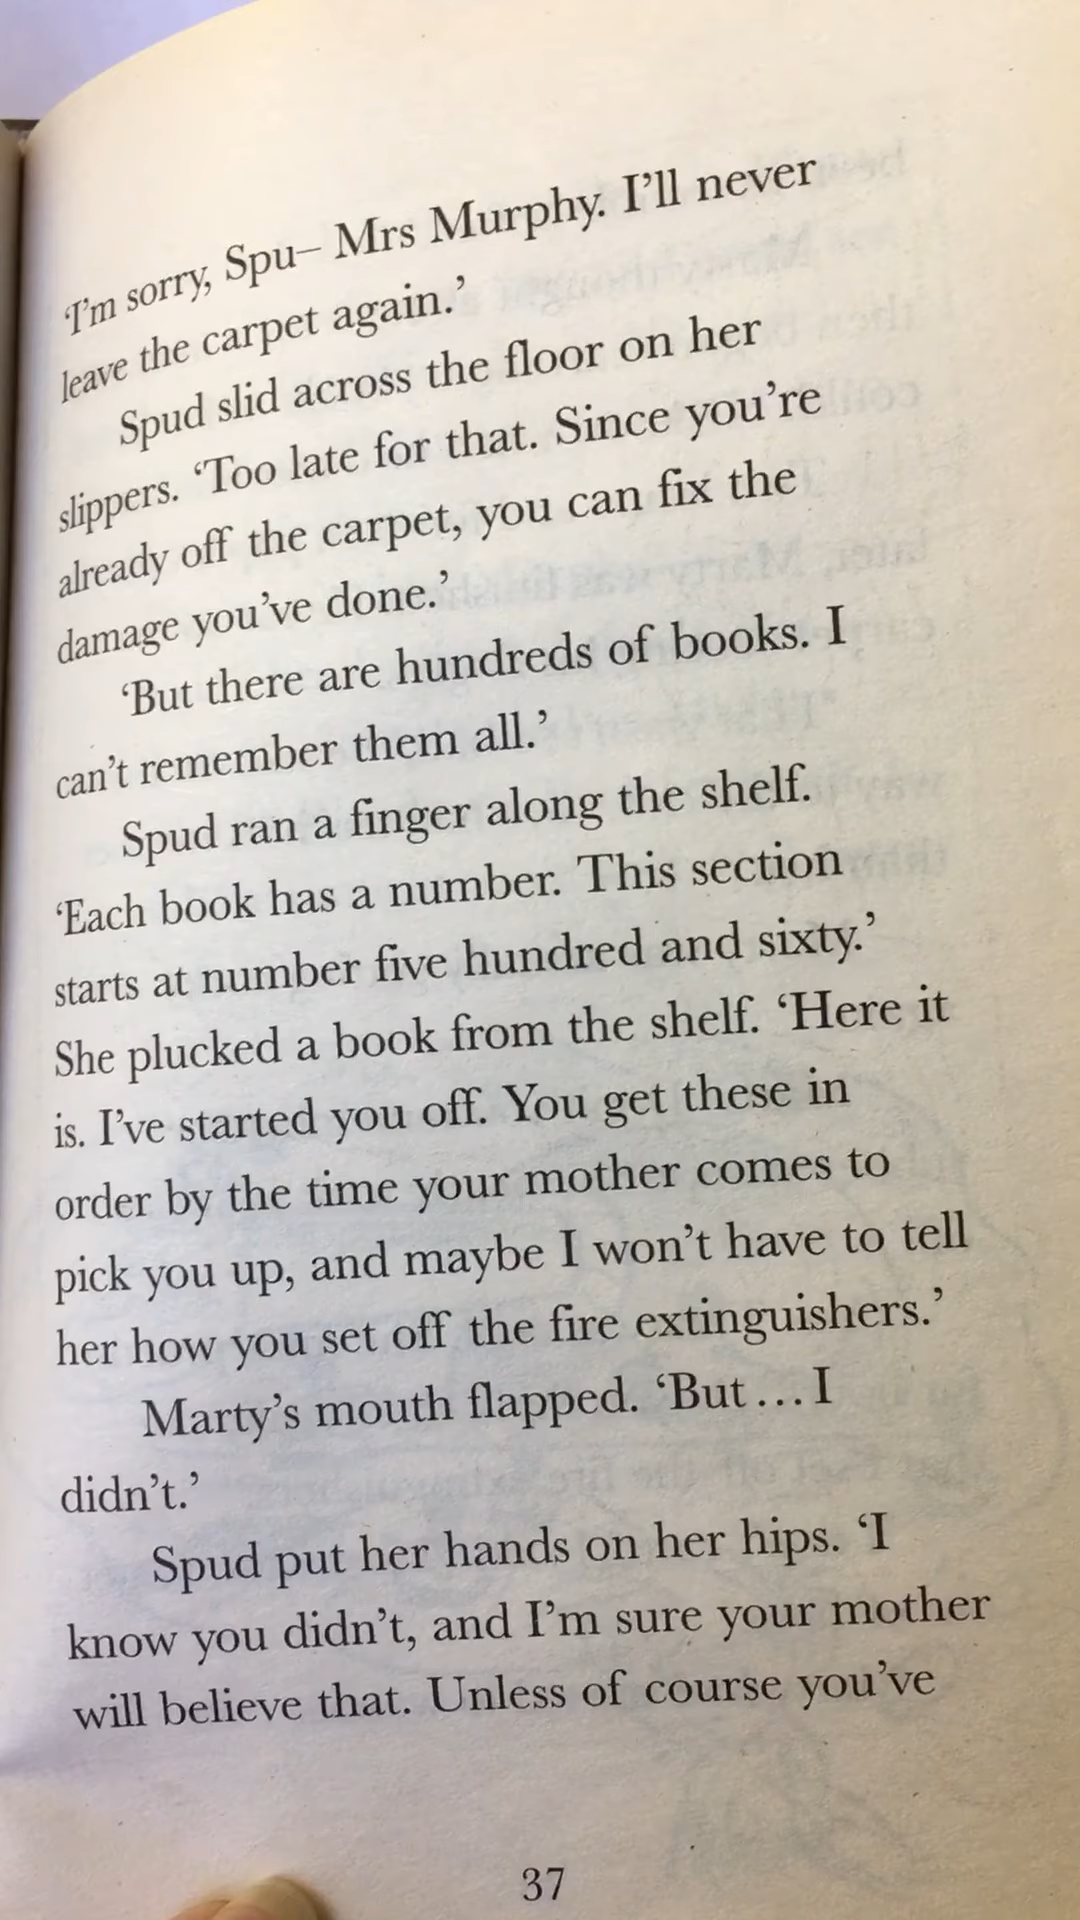 ‘I’m sorry, Spu– Mrs Murphy. I’ll never
leave the carpet again.’
Spud slid across the floor on her
slippers. ‘Too late for that. Since you’re
already off the carpet, you can fix the
damage you’ve done.’
‘But there are hundreds of books. I
can’t remember them all.’
Spud ran a finger along the shelf.
‘Each book has a number. This section
starts at number five hundred and sixty.’
She plucked a book from the shelf. ‘Here it
is. I’ve started you off. You get these in
order by the time your mother comes to
pick you up, and maybe I won’t have to tell
her how you set off the fire extinguishers.’
Marty’s mouth flapped. ‘But . . . I
didn’t.’
Spud put her hands on her hips. ‘I
know you didn’t, and I’m sure your mother
will believe that. Unless of course you’ve
37